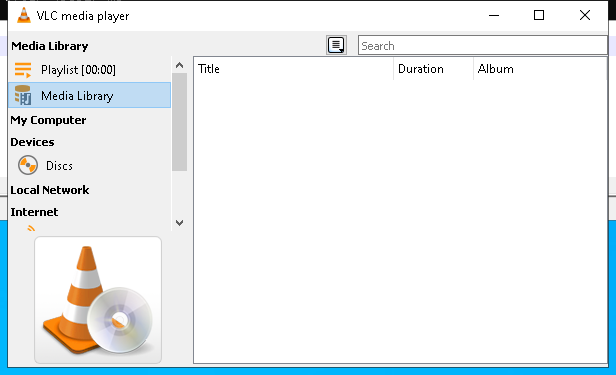 VLC media player
Media Library
Search
Playlist [00:00]
Media Library
My Computer
Devices
Discs
Local Network
Internet
Title Duration Album